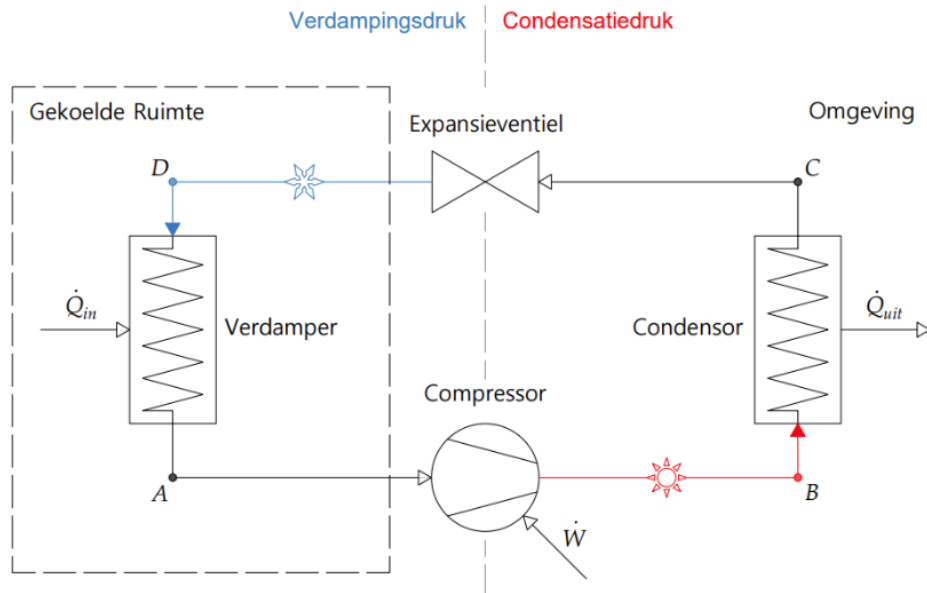 Verdampingsdruk
Condensatiedruk
Gekoelde Ruimte
Expansieventiel
Omgeving
D
C
Q̇in
Verdamper
Condensor
Q̇uit
Compressor
A
B
Ẇ